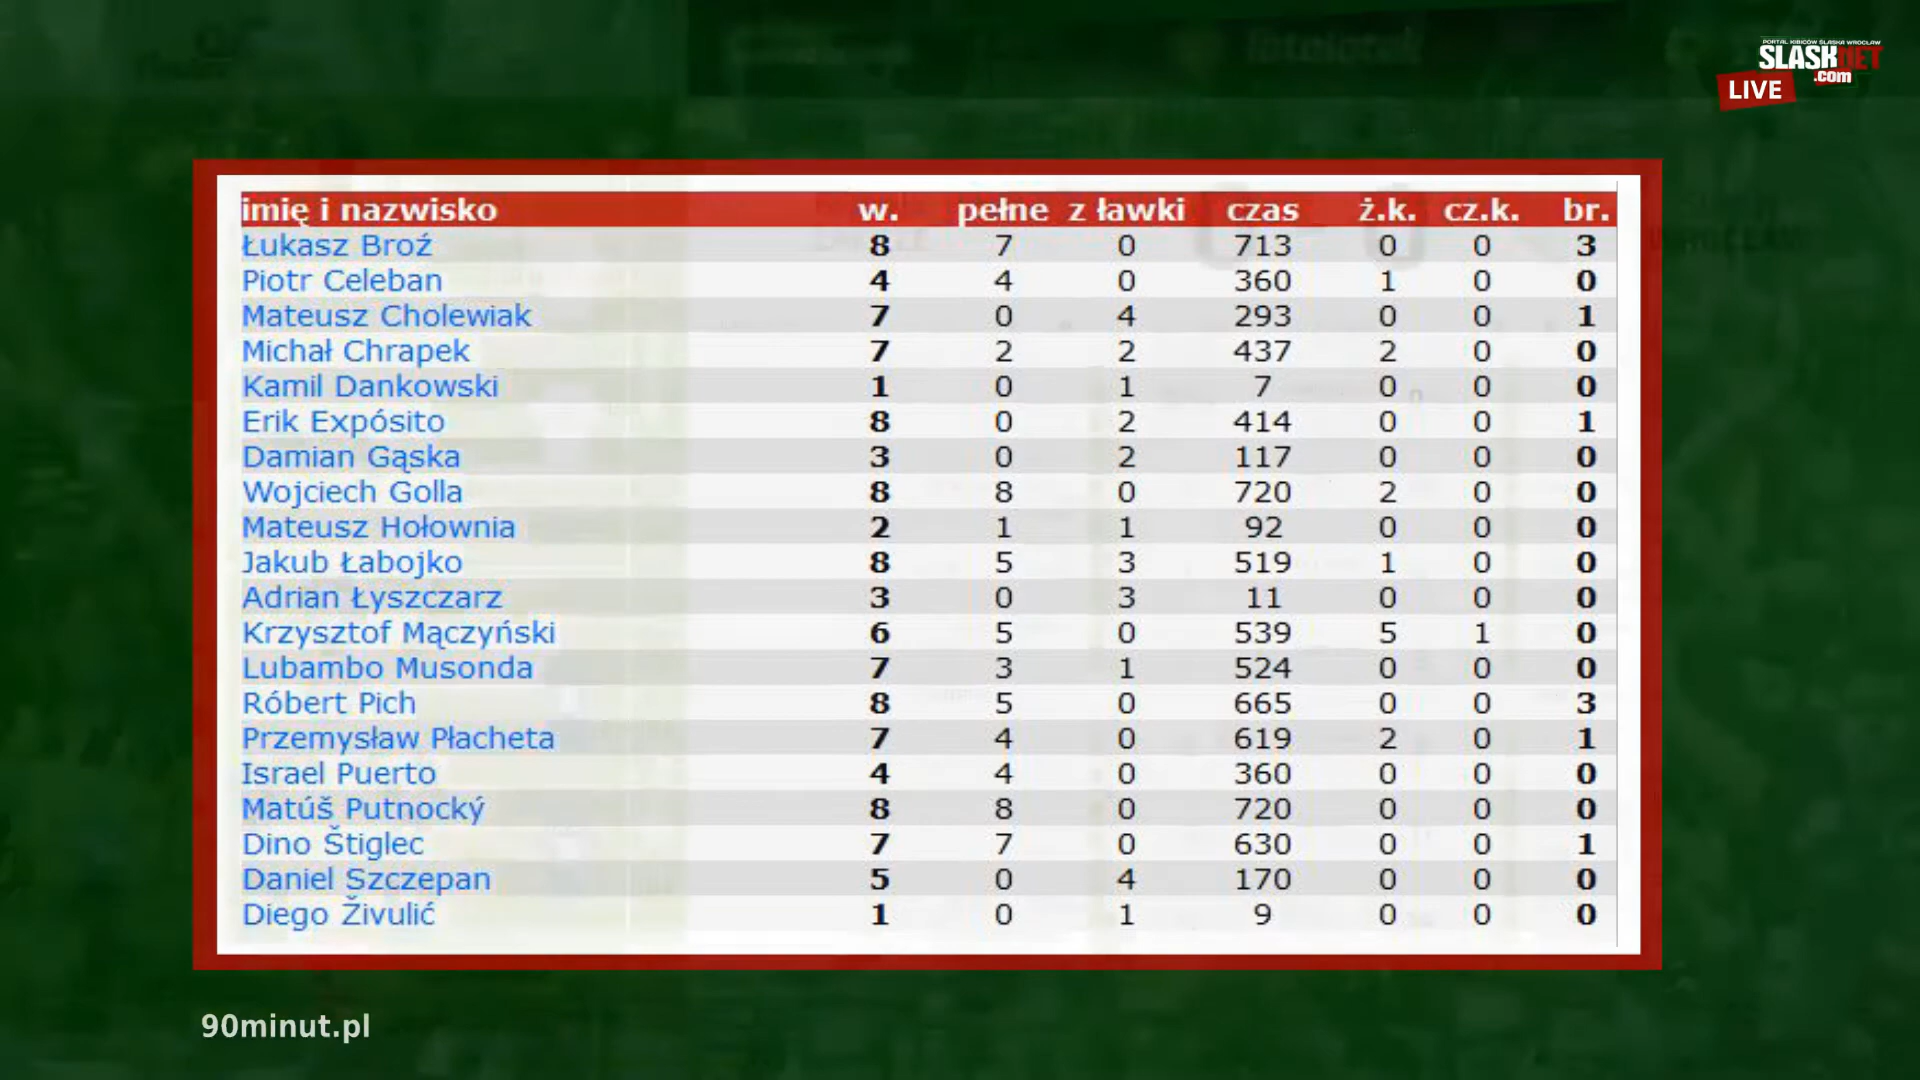 PORTAL KIBICÓW ŚLĄSKA WROCŁAW
SLASKNET
.com
LIVE
imię i nazwisko w. pełne z ławki czas ż.k. cz.k. br.
Łukasz Broź 8 7 0 713 0 0 3
Piotr Celeban 4 4 0 360 1 0 0
Mateusz Cholewiak 7 0 4 293 0 0 1
Michał Chrapek 7 2 2 437 2 0 0
Kamil Dankowski 1 0 1 7 0 0 0
Erik Expósito 8 0 2 414 0 0 1
Damian Gąska 3 0 2 117 0 0 0
Wojciech Golla 8 8 0 720 2 0 0
Mateusz Hołownia 2 1 1 92 0 0 0
Jakub Łabojko 8 5 3 519 1 0 0
Adrian Łyszczarz 3 0 3 11 0 0 0
Krzysztof Mączyński 6 5 0 539 5 1 0
Lubambo Musonda 7 3 1 524 0 0 0
Róbert Pich 8 5 0 665 0 0 3
Przemysław Płacheta 7 4 0 619 2 0 1
Israel Puerto 4 4 0 360 0 0 0
Matúš Putnocký 8 8 0 720 0 0 0
Dino Štiglec 7 7 0 630 0 0 1
Daniel Szczepan 5 0 4 170 0 0 0
Diego Živulić 1 0 1 9 0 0 0
90minut.pl